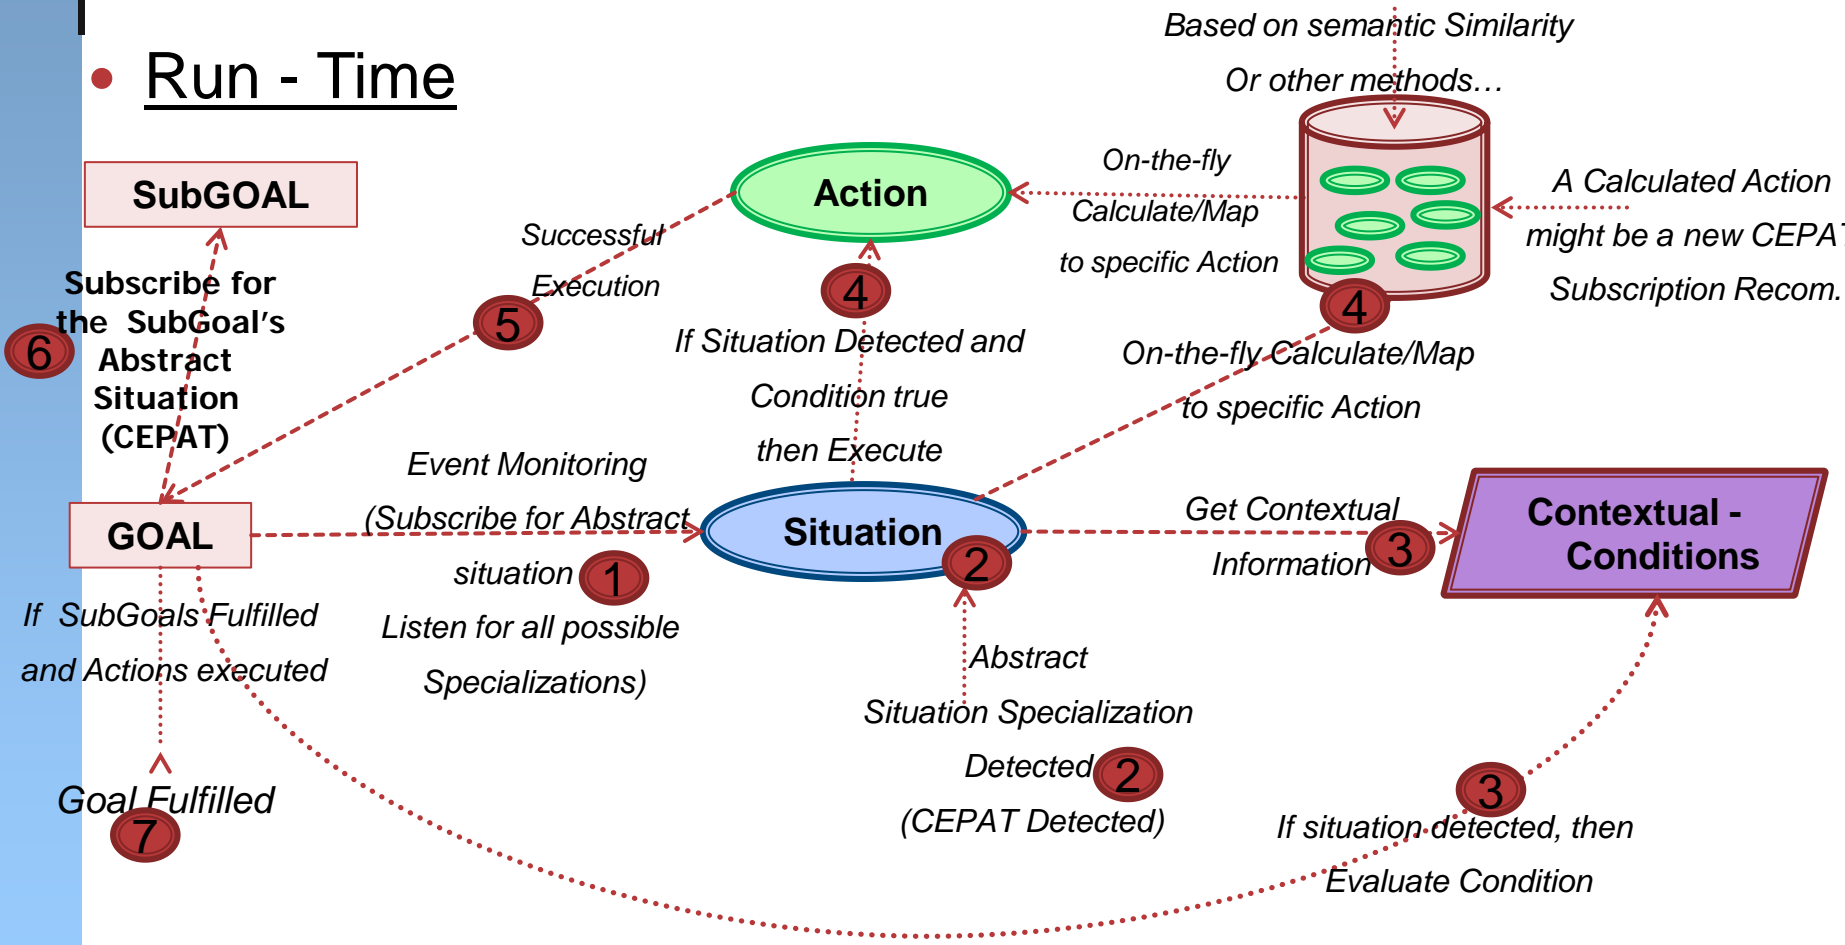 Based on semantic Similarity
Or other methods…
• Run - Time
SubGOAL
Action
On-the-fly
Calculate/Map
to specific Action
A Calculated Action
might be a new CEPAT
Subscription Recom.
Successful
Execution
5
4
4
Subscribe for
the SubGoal's
Abstract
Situation
(CEPAT)
6
If Situation Detected and
Condition true
then Execute
On-the-fly Calculate/Map
to specific Action
GOAL
Event Monitoring
(Subscribe for Abstract
situation
1
Listen for all possible
Specializations)
Situation
2
Get Contextual
Information
3
Contextual -
Conditions
If SubGoals Fulfilled
and Actions executed
Goal Fulfilled
7
Abstract
Situation Specialization
Detected
2
(CEPAT Detected)
3
If situation detected, then
Evaluate Condition